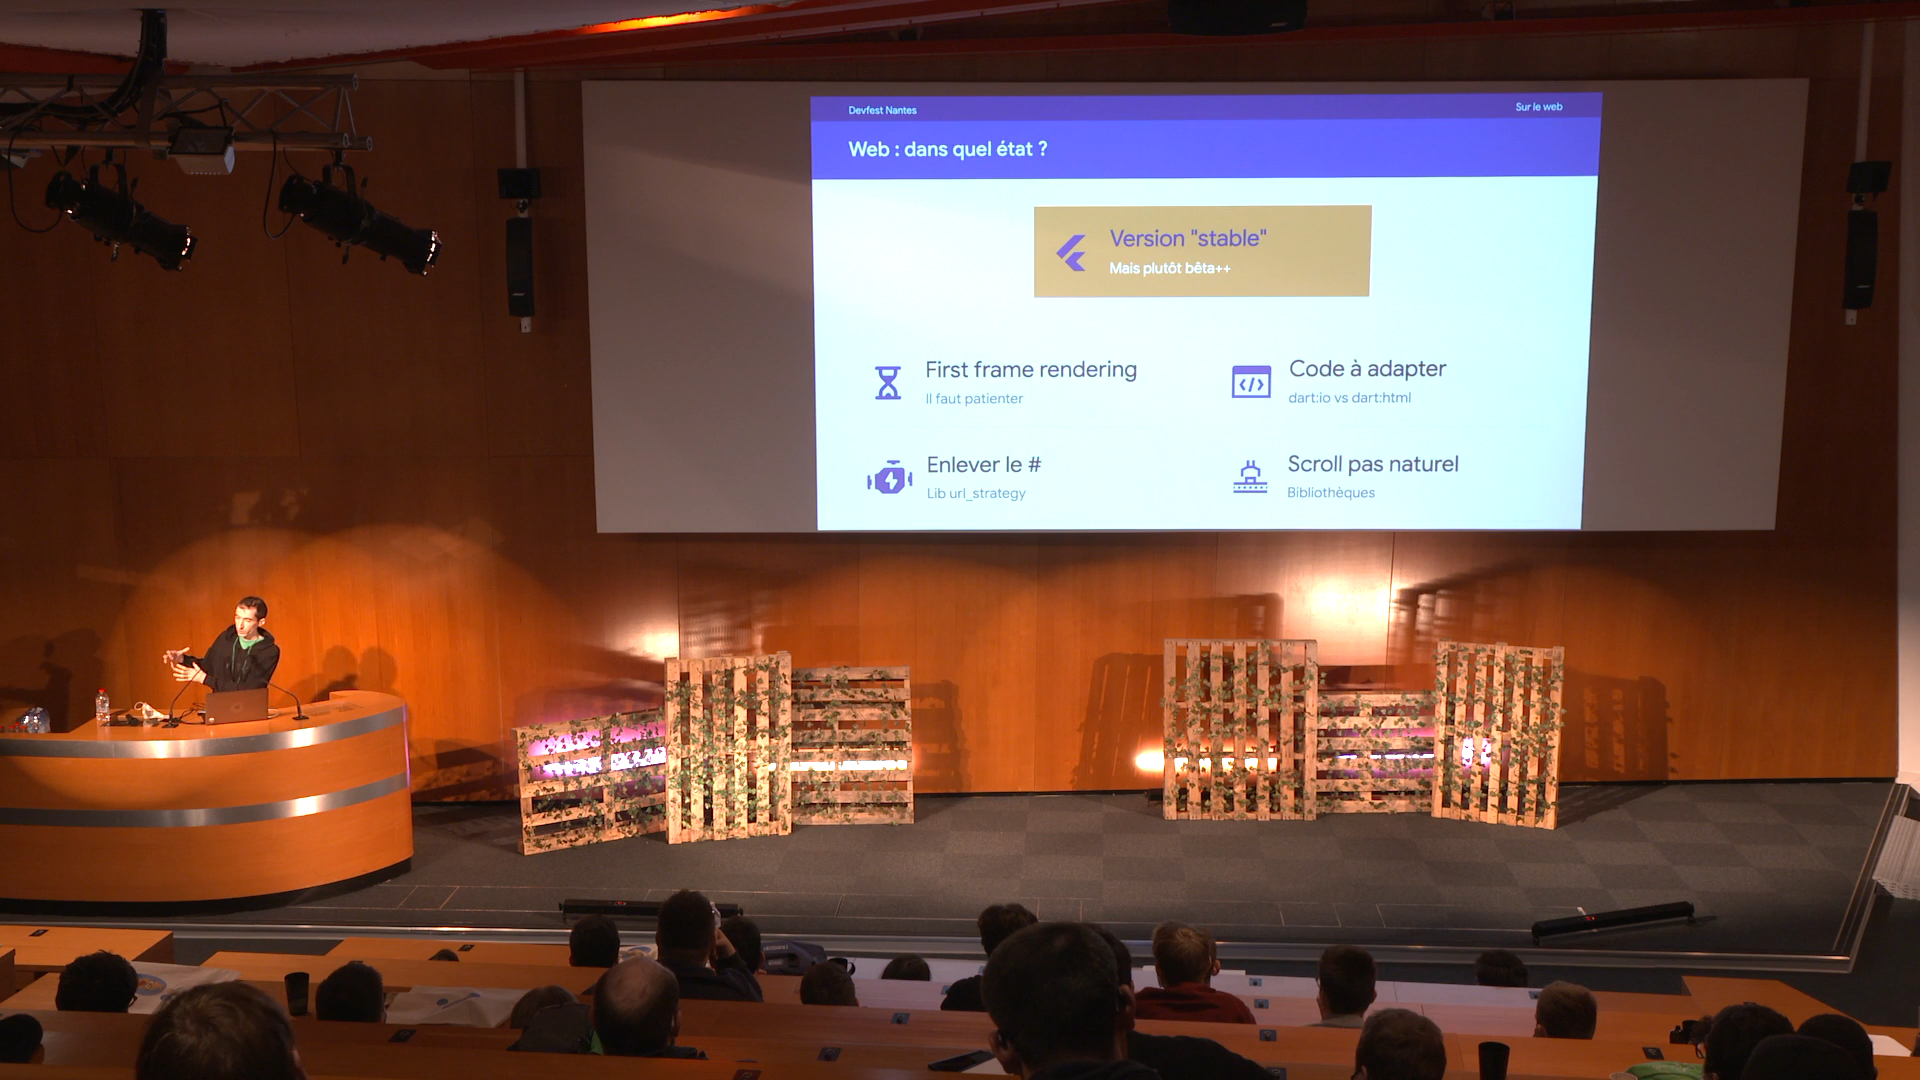 Devfest Nantes
Sur le web
Web : dans quel état ?
Version "stable"
Mais plutôt bêta++
First frame rendering
Il faut patienter
Code à adapter
dart:io vs dart:html
Enlever le #
Lib url_strategy
Scroll pas naturel
Bibliothèques